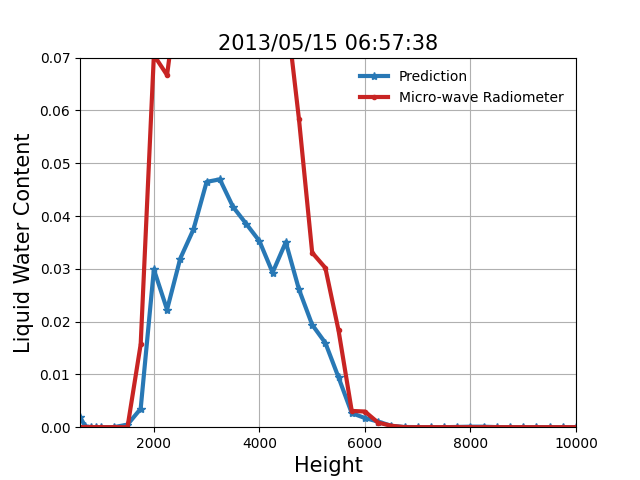 2013/05/15 06:57:38
0.07
0.06
0.05
0.04
0.03
0.02
0.01
0.00
Liquid Water Content
Prediction
Micro-wave Radiometer
2000 4000 6000 8000 10000
Height